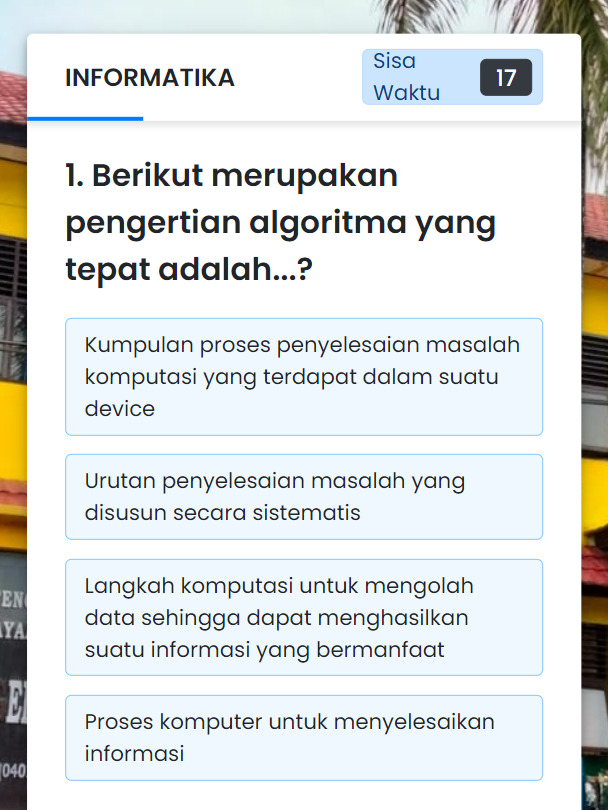 INFORMATIKA
Sisa
Waktu
17
1. Berikut merupakan
pengertian algoritma yang
tepat adalah...?
Kumpulan proses penyelesaian masalah
komputasi yang terdapat dalam suatu
device
Urutan penyelesaian masalah yang
disusun secara sistematis
Langkah komputasi untuk mengolah
data sehingga dapat menghasilkan
suatu informasi yang bermanfaat
Proses komputer untuk menyelesaikan
informasi